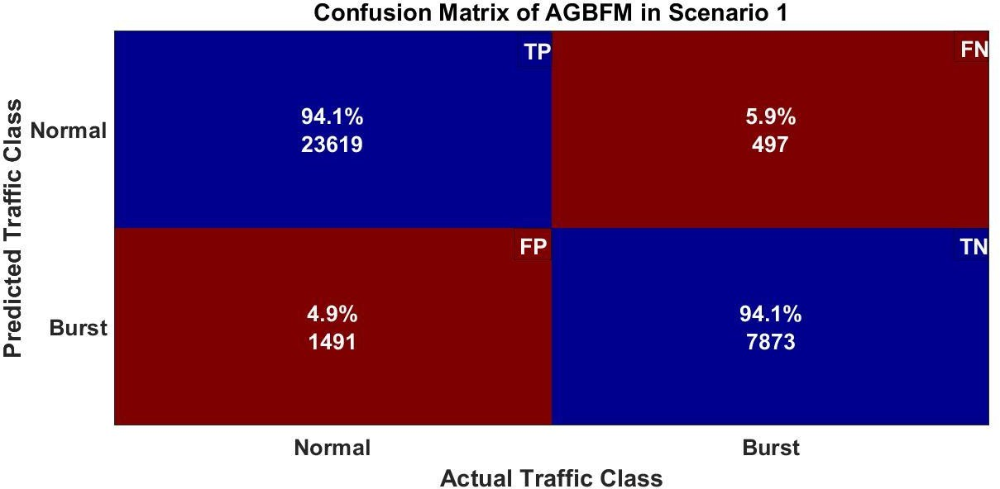 Confusion Matrix of AGBFM in Scenario 1
TP
FN
94.1%
23619
5.9%
497
Normal
FP
TN
4.9%
1491
94.1%
7873
Burst
Predicted Traffic Class
Normal
Burst
Actual Traffic Class